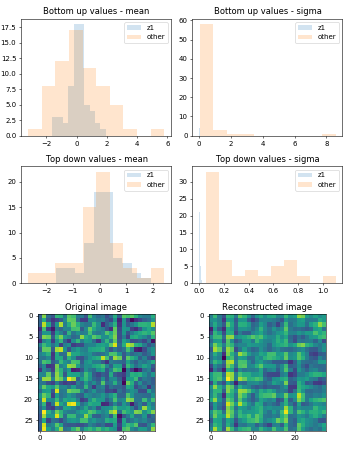 Bottom up values - mean
Bottom up values - sigma
17.5
15.0
12.5
10.0
7.5
5.0
2.5
0.0
−2 0 2 4 6
z1
other
60
50
40
30
20
10
0
0 2 4 6 8
z1
other
Top down values - mean
Top down values - sigma
20
15
10
5
0
−2 −1 0 1 2
z1
other
30
25
20
15
10
5
0
0.0 0.2 0.4 0.6 0.8 1.0
z1
other
Original image
Reconstructed image
0
5
10
15
20
25
0 10 20
0
5
10
15
20
25
0 10 20